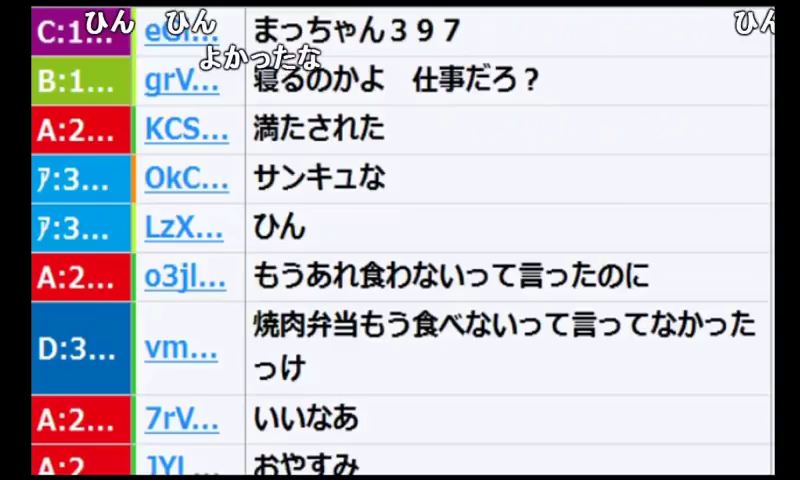 ひん ひん ひん
C:1... eGr... まっちゃん３９７
よかったな
B:1... grV... 寝るのかよ　仕事だろ？
A:2... KCS... 満たされた
ｱ:3... OkC... サンキュな
ｱ:3... LzX... ひん
A:2... o3jl... もうあれ食わないって言ったのに
D:3... vm... 焼肉弁当もう食べないって言ってなかった
っけ
A:2... 7rV... いいなあ
A:2... おやすみ